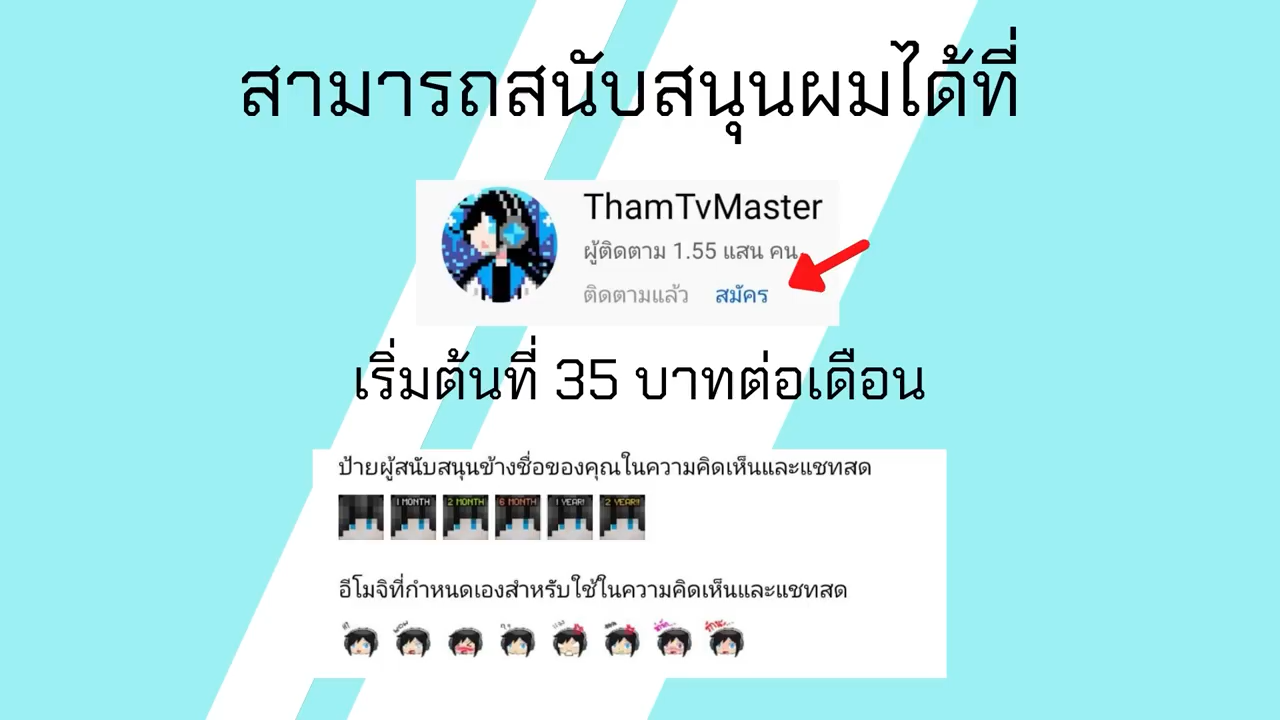 สามารถสนับสนุนผมได้ที่
ThamTvMaster
ผู้ติดตาม 1.55 แสน คน
ติดตามแล้ว สมัคร
เริ่มต้นที่ 35 บาทต่อเดือน
ป้ายผู้สนับสนุนข้างชื่อของคุณในความคิดเห็นและแชทสด
1 MONTH 2 MONTH 6 MONTH 1 YEAR! 2 YEAR!!
อีโมจิที่กำหนดเองสำหรับใช้ในความคิดเห็นและแชทสด